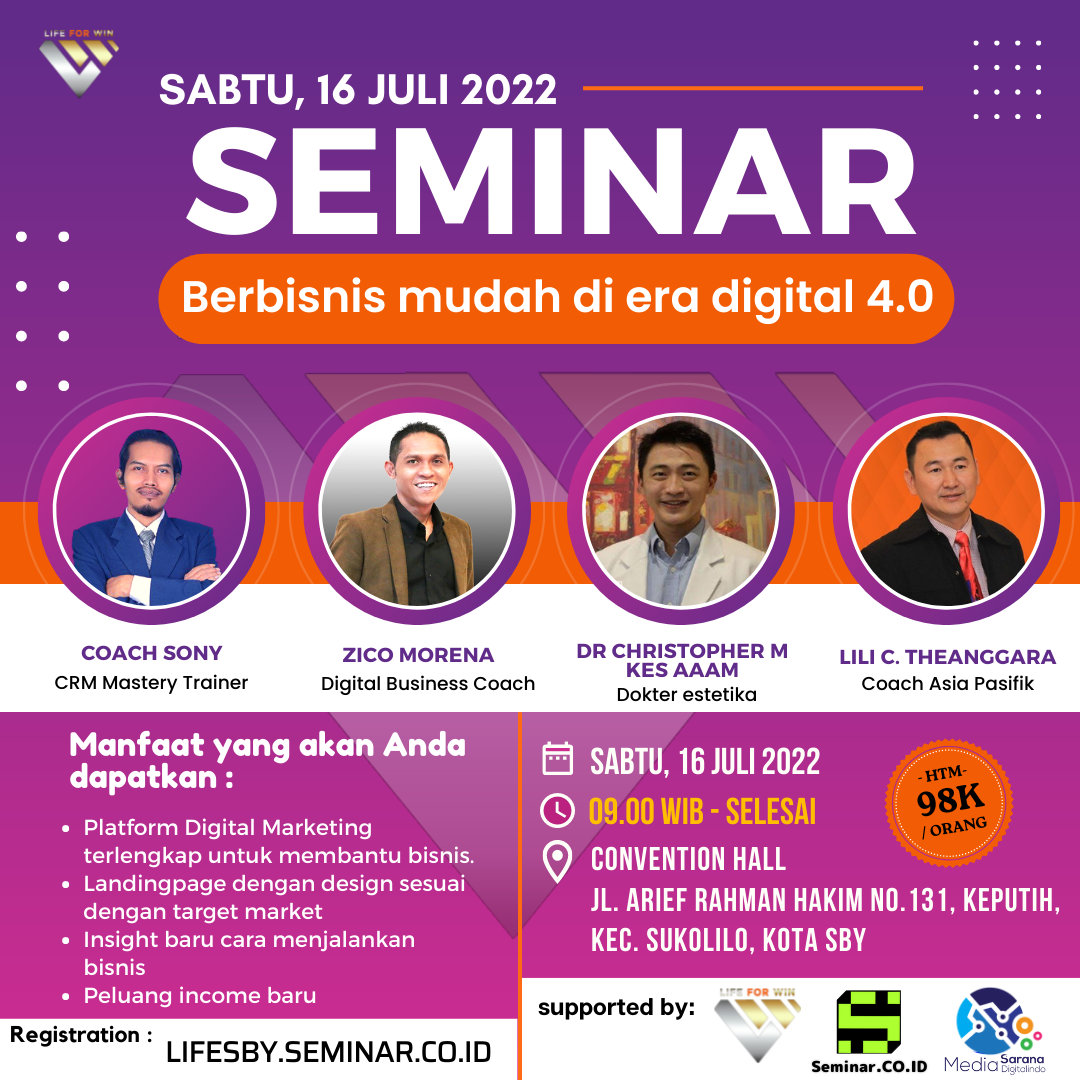 LIFE FOR WIN
SABTU, 16 JULI 2022
SEMINAR
Berbisnis mudah di era digital 4.0
COACH SONY
CRM Mastery Trainer
ZICO MORENA
Digital Business Coach
DR CHRISTOPHER M
KES AAAM
Dokter estetika
LILI C. THEANGGARA
Coach Asia Pasifik
Manfaat yang akan Anda
dapatkan :
• Platform Digital Marketing
terlengkap untuk membantu bisnis.
• Landingpage dengan design sesuai
dengan target market
• Insight baru cara menjalankan
bisnis
• Peluang income baru
Registration :
LIFESBY.SEMINAR.CO.ID
SABTU, 16 JULI 2022
09.00 WIB - SELESAI
CONVENTION HALL
JL. ARIEF RAHMAN HAKIM NO.131, KEPUTIH,
KEC. SUKOLILO, KOTA SBY
- HTM-
98K
/ ORANG
supported by:
LIFE FOR WIN
Seminar.CO.ID
Media Sarana
Digitalindo